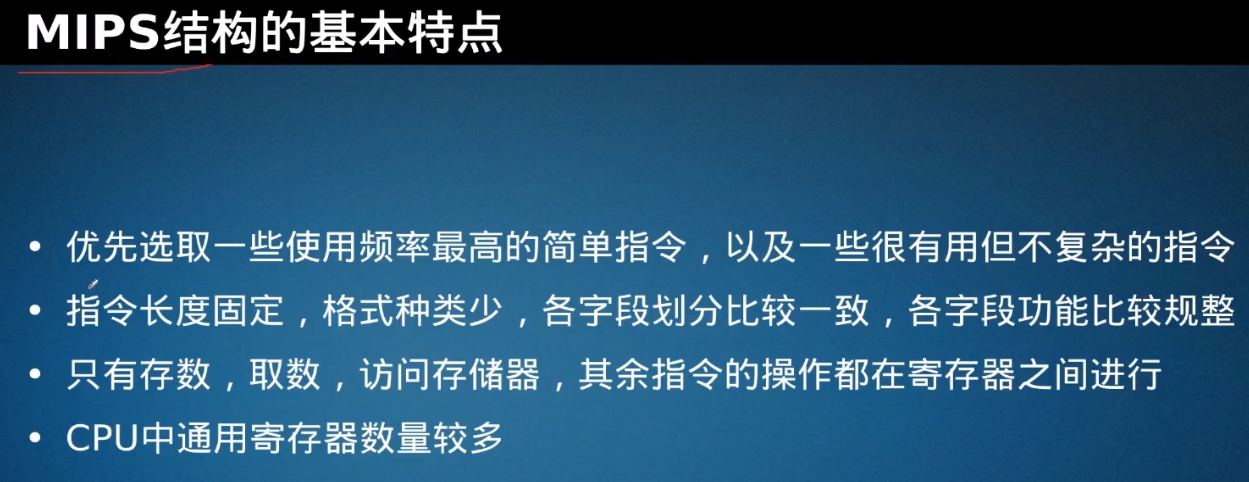 MIPS结构的基本特点
• 优先选取一些使用频率最高的简单指令，以及一些很有用但不复杂的指令
• 指令长度固定，格式种类少，各字段划分比较一致，各字段功能比较规整
• 只有存数，取数，访问存储器，其余指令的操作都在寄存器之间进行
• CPU中通用寄存器数量较多